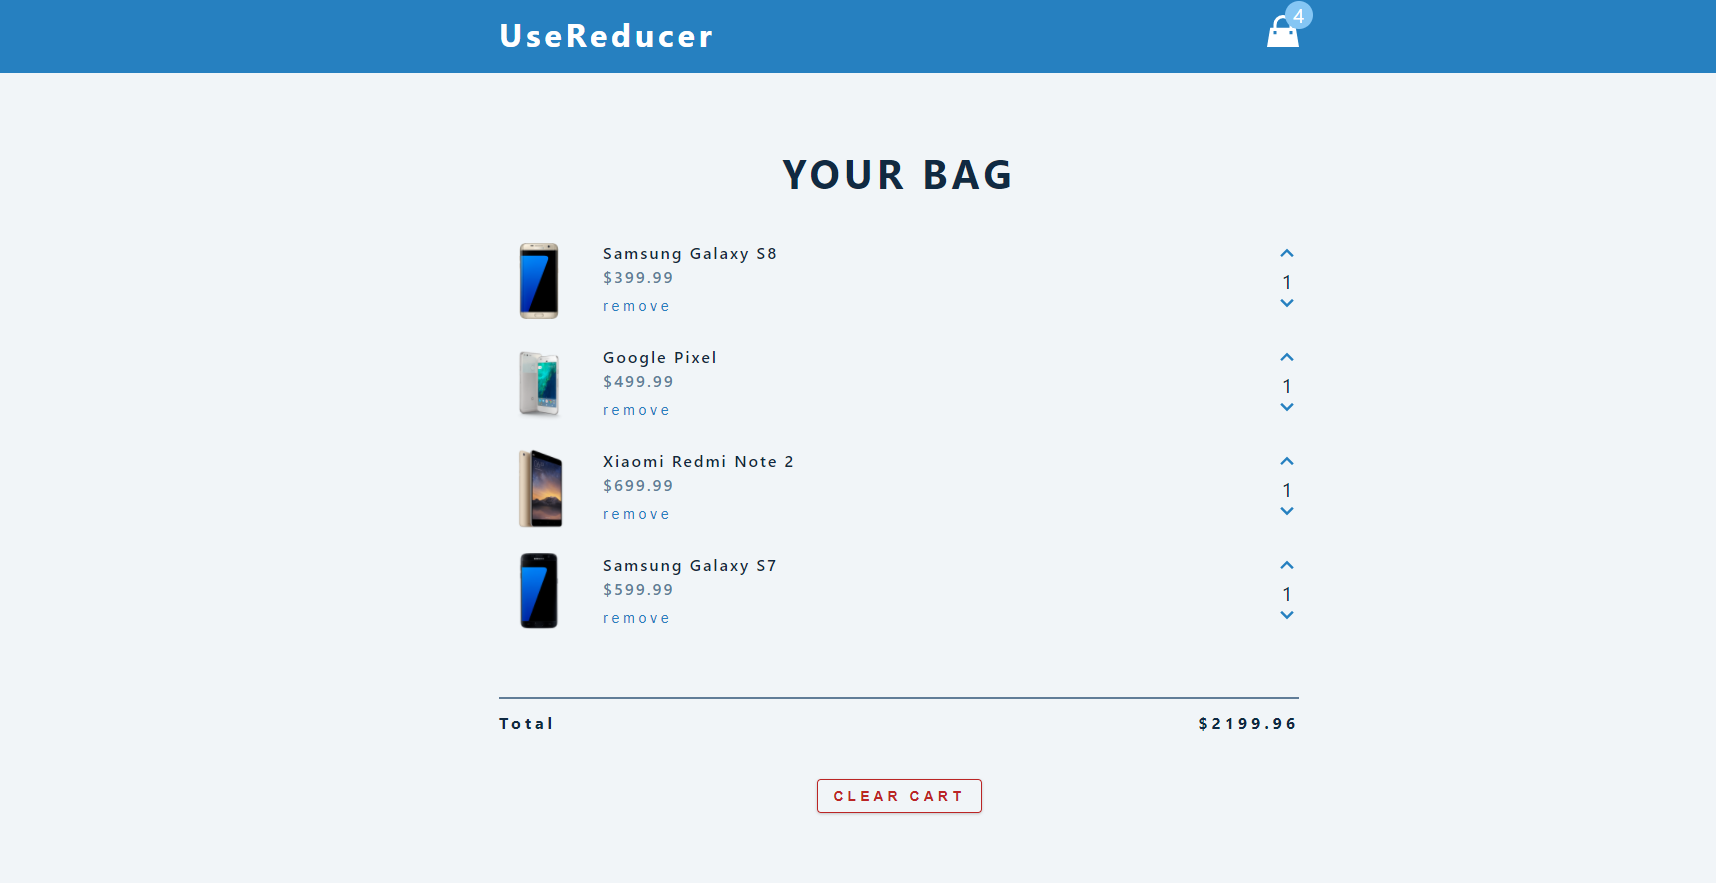 UseReducer
4
YOUR BAG
Samsung Galaxy S8
$399.99
remove
1
Google Pixel
$499.99
remove
1
Xiaomi Redmi Note 2
$699.99
remove
1
Samsung Galaxy S7
$599.99
remove
1
Total $2199.96
CLEAR CART